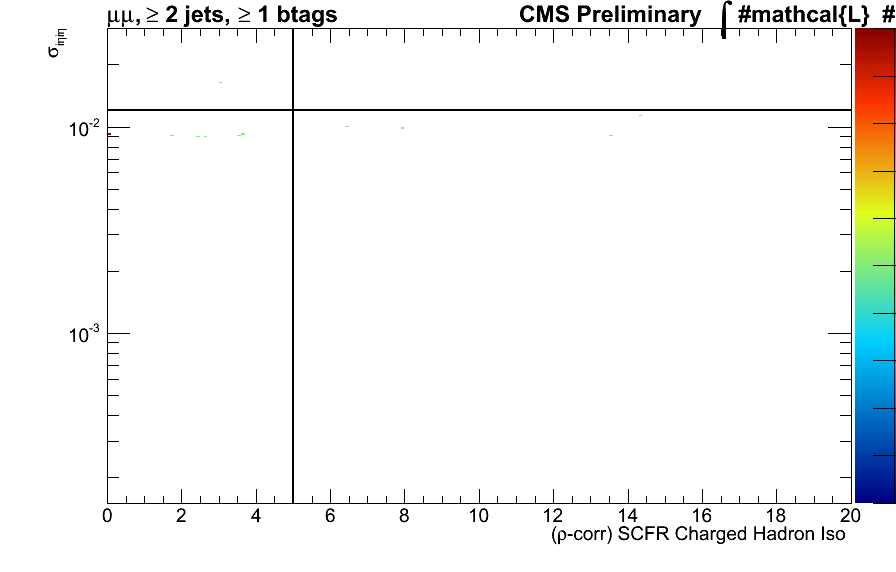 μμ, ≥ 2 jets, ≥ 1 btags CMS Preliminary ∫ #mathcal{L} #
σiηiη
10-2
10-3
0 2 4 6 8 10 12 14 16 18 20
(ρ-corr) SCFR Charged Hadron Iso